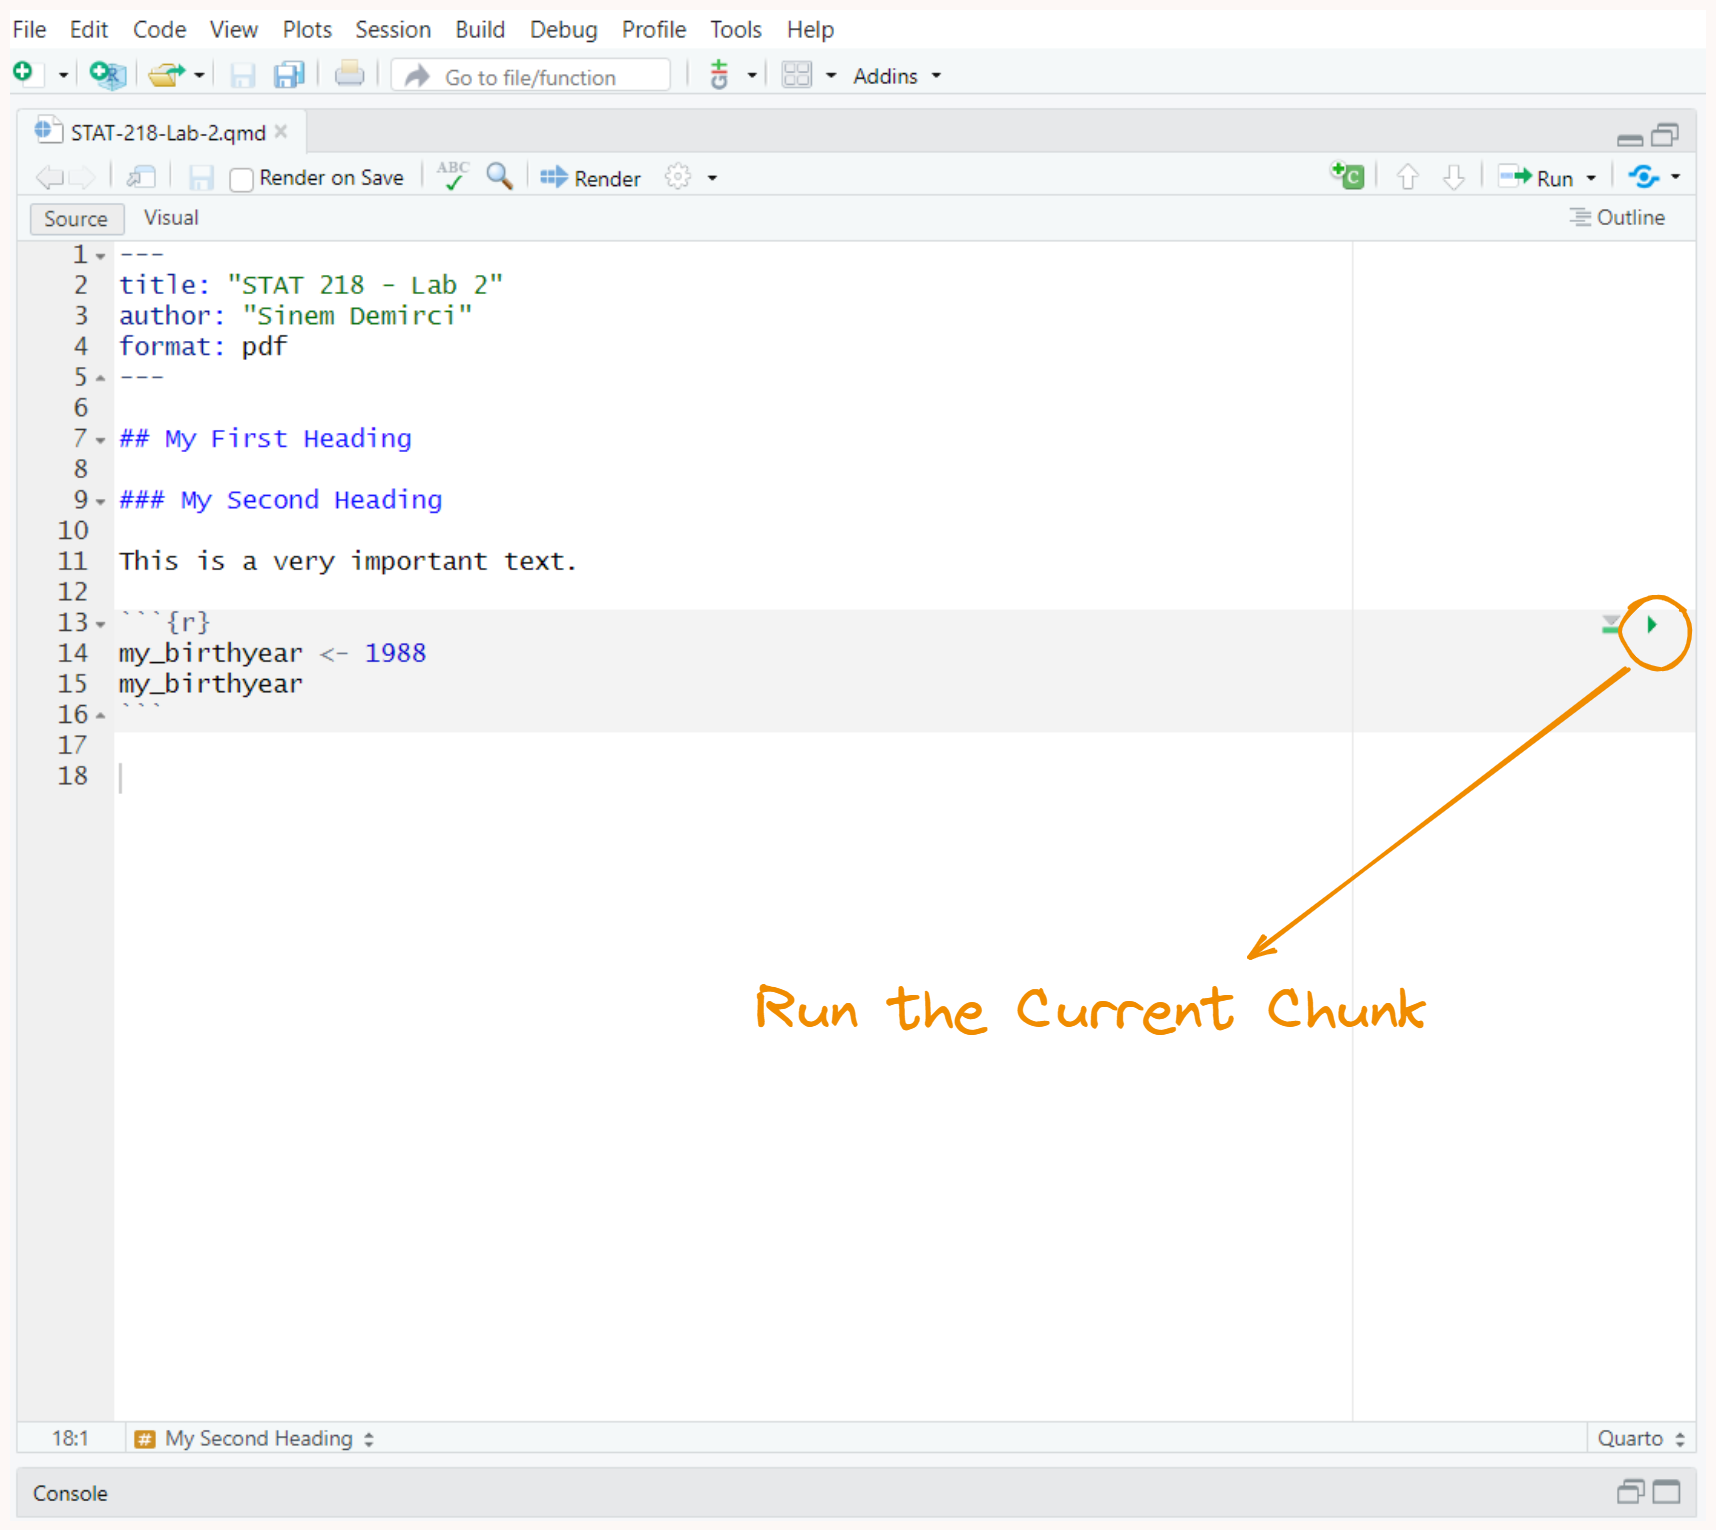 File Edit Code View Plots Session Build Debug Profile Tools Help
Go to file/function Addins
STAT-218-Lab-2.qmd
Render on Save ABC Render Run
Source Visual Outline
1 ---
2 title: "STAT 218 - Lab 2"
3 author: "Sinem Demirci"
4 format: pdf
5 ---
6
7 ## My First Heading
8
9 ### My Second Heading
10
11 This is a very important text.
12
13 ```{r}
14 my_birthyear <- 1988
15 my_birthyear
16 ```
17
18
Run the Current Chunk
18:1 # My Second Heading Quarto
Console